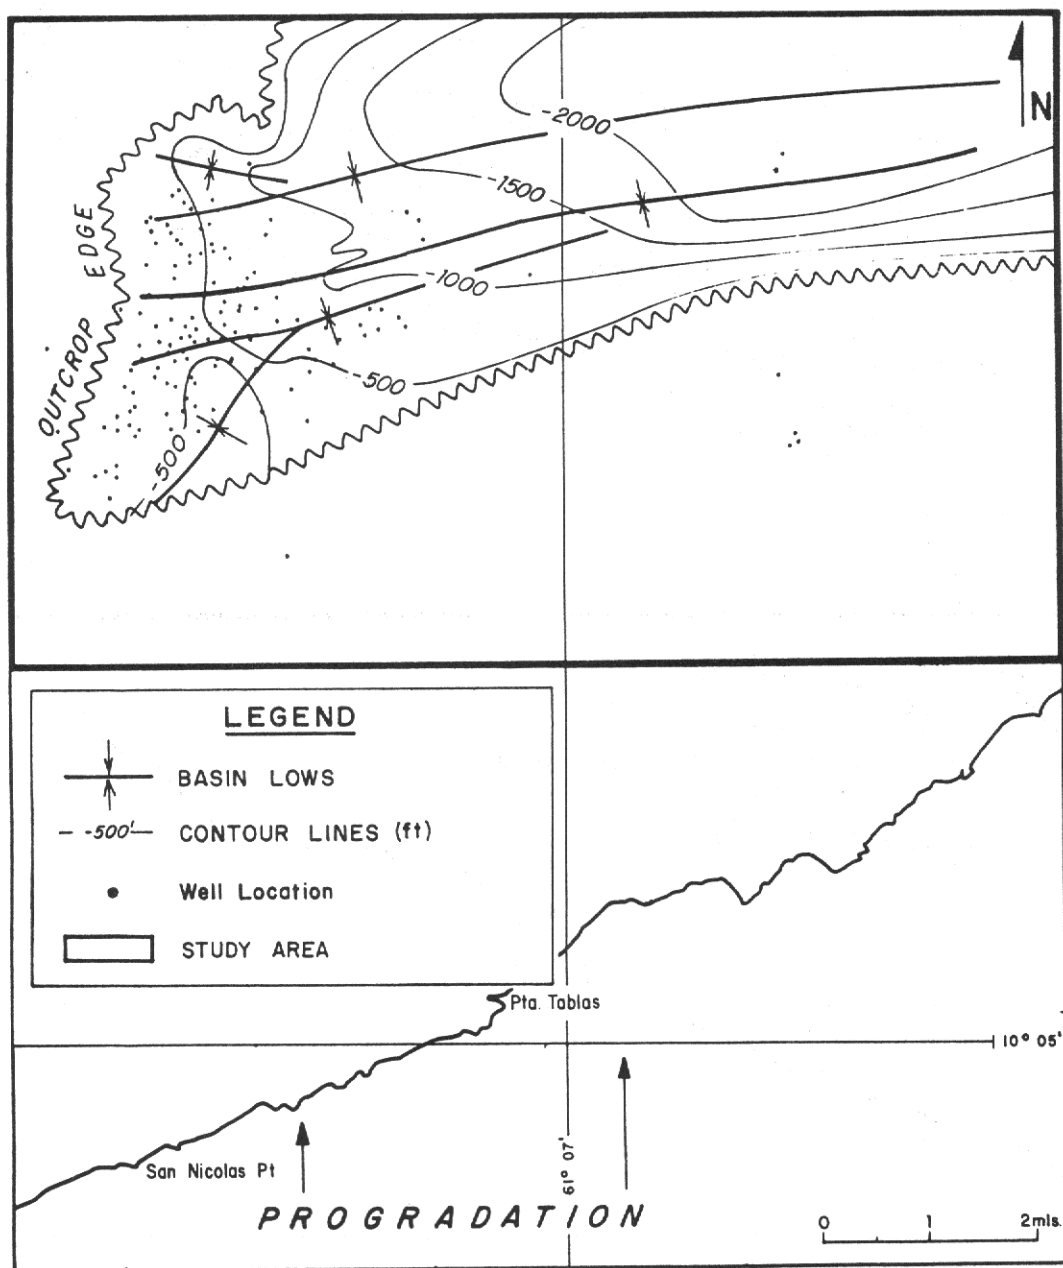 N
-2000
-1500
OUTCROP EDGE
-1000
-500
-500
LEGEND
BASIN LOWS
-500'
CONTOUR LINES (ft)
Well Location
STUDY AREA
Pta. Tablas
10° 05'
61° 07'
San Nicolas Pt
PROGRADATION
0 1 2mls.